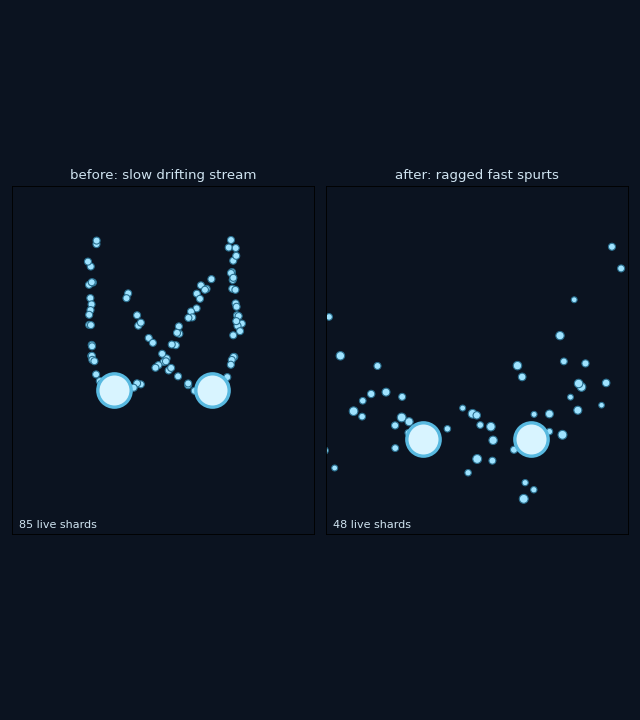 before: slow drifting stream
after: ragged fast spurts
85 live shards
48 live shards